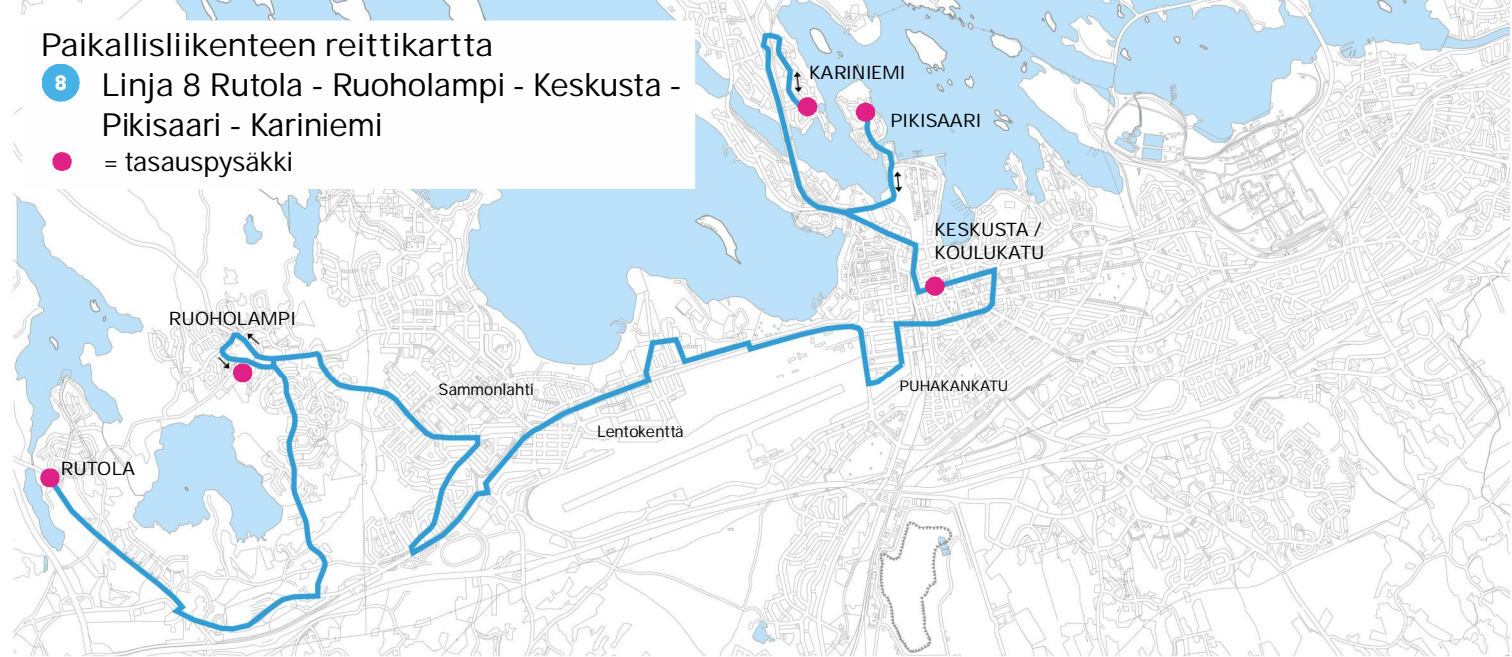 Paikallisliikenteen reittikartta
8 Linja 8 Rutola - Ruoholampi - Keskusta -
Pikisaari - Kariniemi
= tasauspysäkki
KARINIEMI
PIKISAARI
KESKUSTA /
KOULUKATU
RUOHOLAMPI
Sammonlahti
PUHAKANKATU
Lentokenttä
RUTOLA